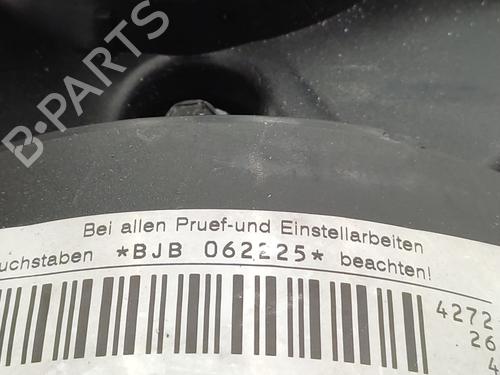 B-PARTS
Bei allen Pruef-und Einstellarbeiten
uchstaben *BJB 062225* beachten!
4272
26
4